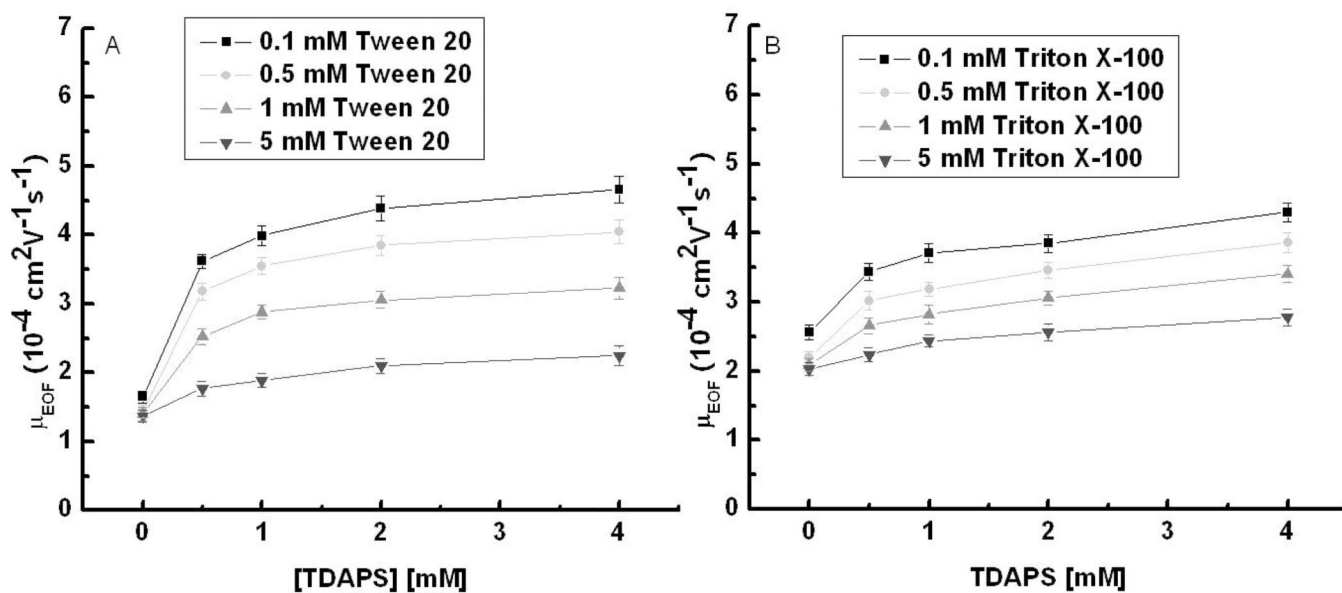 A
0.1 mM Tween 20
0.5 mM Tween 20
1 mM Tween 20
5 mM Tween 20
7
6
5
4
3
2
1
0
μEOF (10-4 cm2V-1s-1)
0 1 2 4
[TDAPS] [mM]
B
0.1 mM Triton X-100
0.5 mM Triton X-100
1 mM Triton X-100
5 mM Triton X-100
7
6
5
4
3
2
1
0
μEOF (10-4 cm2V-1s-1)
0 1 2 4
TDAPS [mM]